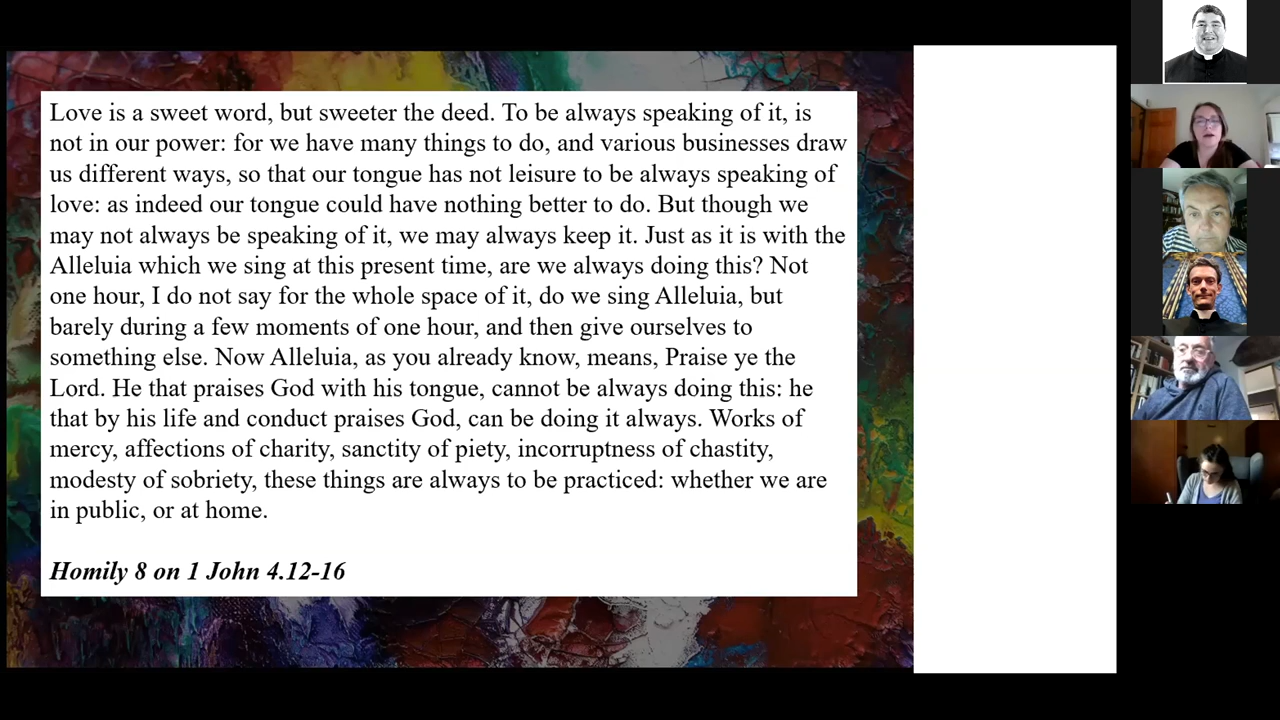 Love is a sweet word, but sweeter the deed. To be always speaking of it, is
not in our power: for we have many things to do, and various businesses draw
us different ways, so that our tongue has not leisure to be always speaking of
love: as indeed our tongue could have nothing better to do. But though we
may not always be speaking of it, we may always keep it. Just as it is with the
Alleluia which we sing at this present time, are we always doing this? Not
one hour, I do not say for the whole space of it, do we sing Alleluia, but
barely during a few moments of one hour, and then give ourselves to
something else. Now Alleluia, as you already know, means, Praise ye the
Lord. He that praises God with his tongue, cannot be always doing this: he
that by his life and conduct praises God, can be doing it always. Works of
mercy, affections of charity, sanctity of piety, incorruptness of chastity,
modesty of sobriety, these things are always to be practiced: whether we are
in public, or at home.
Homily 8 on 1 John 4.12-16